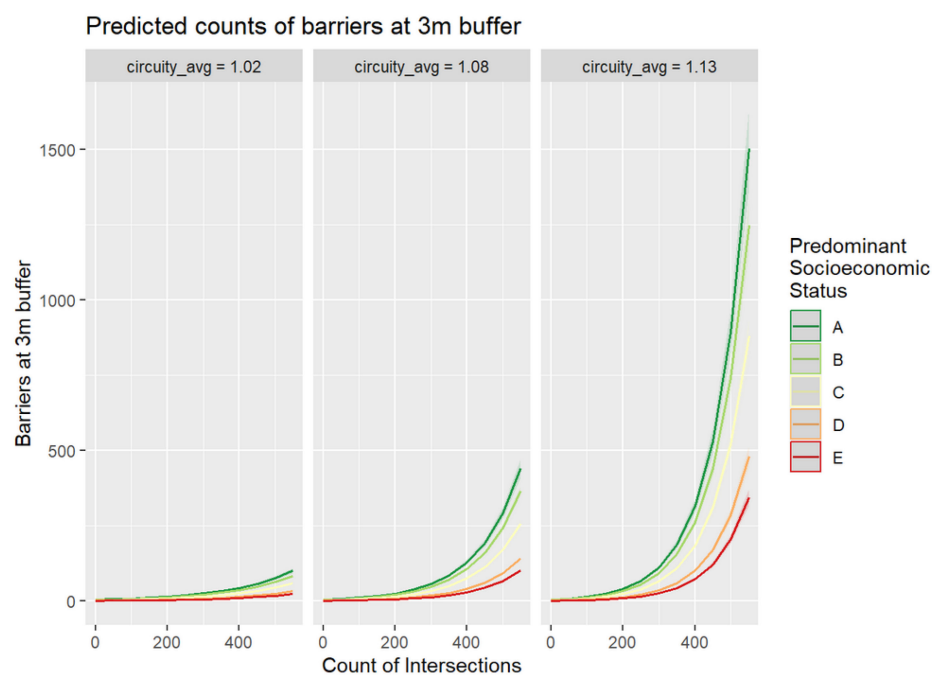 Predicted counts of barriers at 3m buffer
circuity_avg = 1.02
circuity_avg = 1.08
circuity_avg = 1.13
Barriers at 3m buffer
1500
1000
500
0
0 200 400
0 200 400
0 200 400
Count of Intersections
Predominant
Socioeconomic
Status
A
B
C
D
E